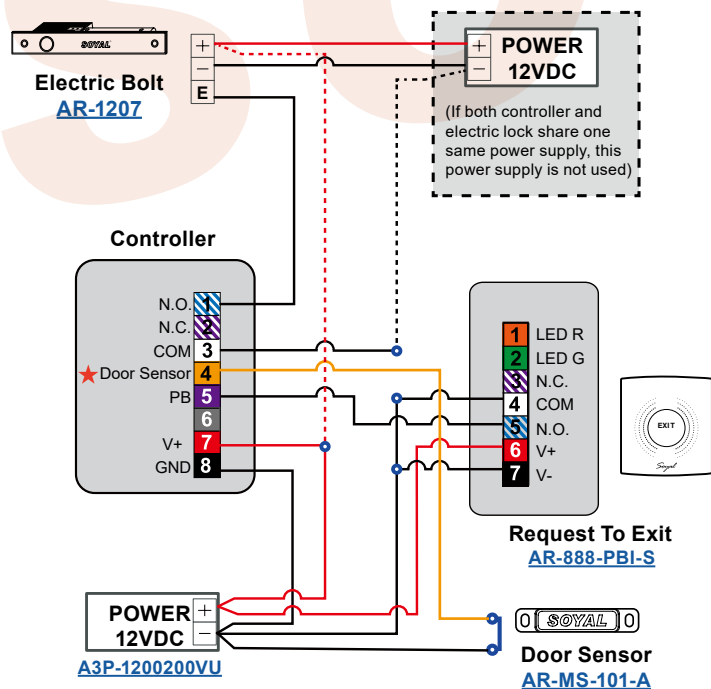 SOYAL
Electric Bolt
AR-1207
+
−
E
+
−
POWER
12VDC
(If both controller and
electric lock share one
same power supply, this
power supply is not used)
Controller
N.O. 1
N.C. 2
COM 3
★Door Sensor 4
PB 5
6
V+ 7
GND 8
1 LED R
2 LED G
3 N.C.
4 COM
5 N.O.
6 V+
7 V-
EXIT
Soyal
Request To Exit
AR-888-PBI-S
POWER
12VDC
+
−
A3P-1200200VU
SOYAL
Door Sensor
AR-MS-101-A